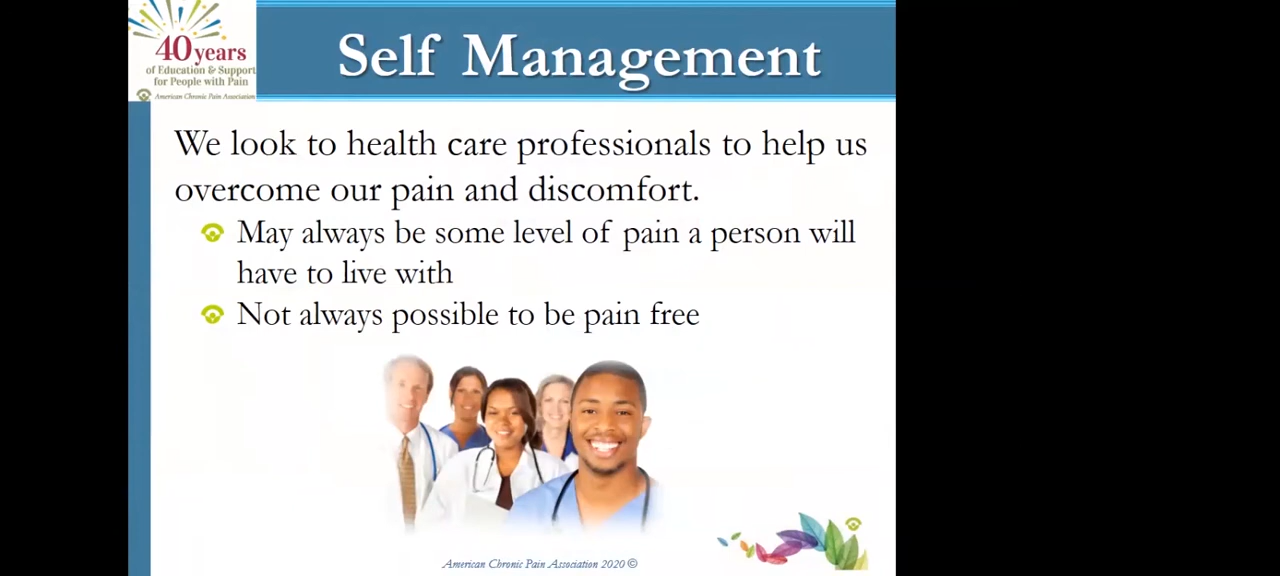 40 years
of Education & Support
for People with Pain
American Chronic Pain Association
Self Management
We look to health care professionals to help us
overcome our pain and discomfort.
May always be some level of pain a person will
have to live with
Not always possible to be pain free
American Chronic Pain Association 2020 ©